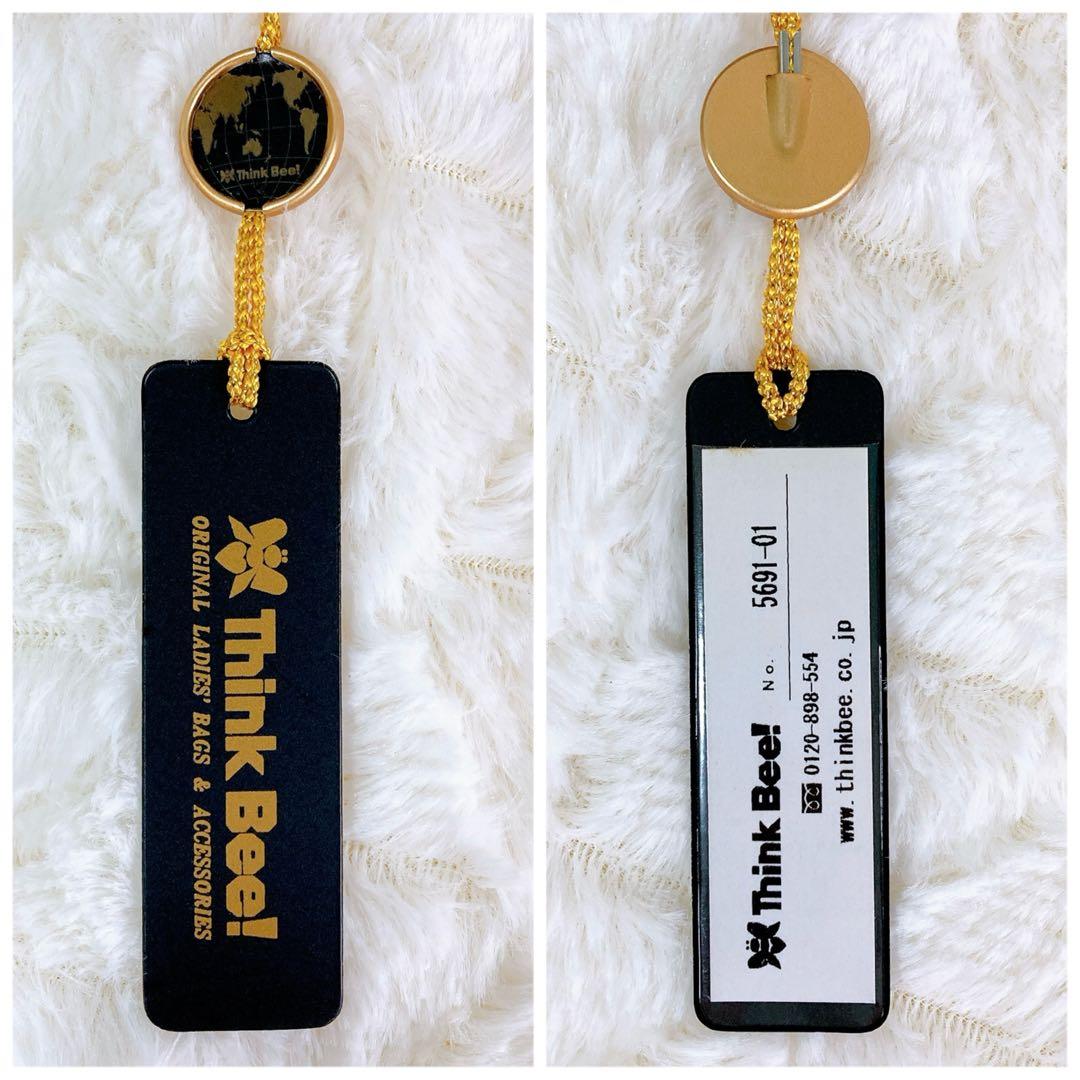 Think Bee!
Think Bee!
ORIGINAL LADIES' BAGS & ACCESSORIES
Think Bee! No. 5691-01
0120-898-554
www.thinkbee.co.jp